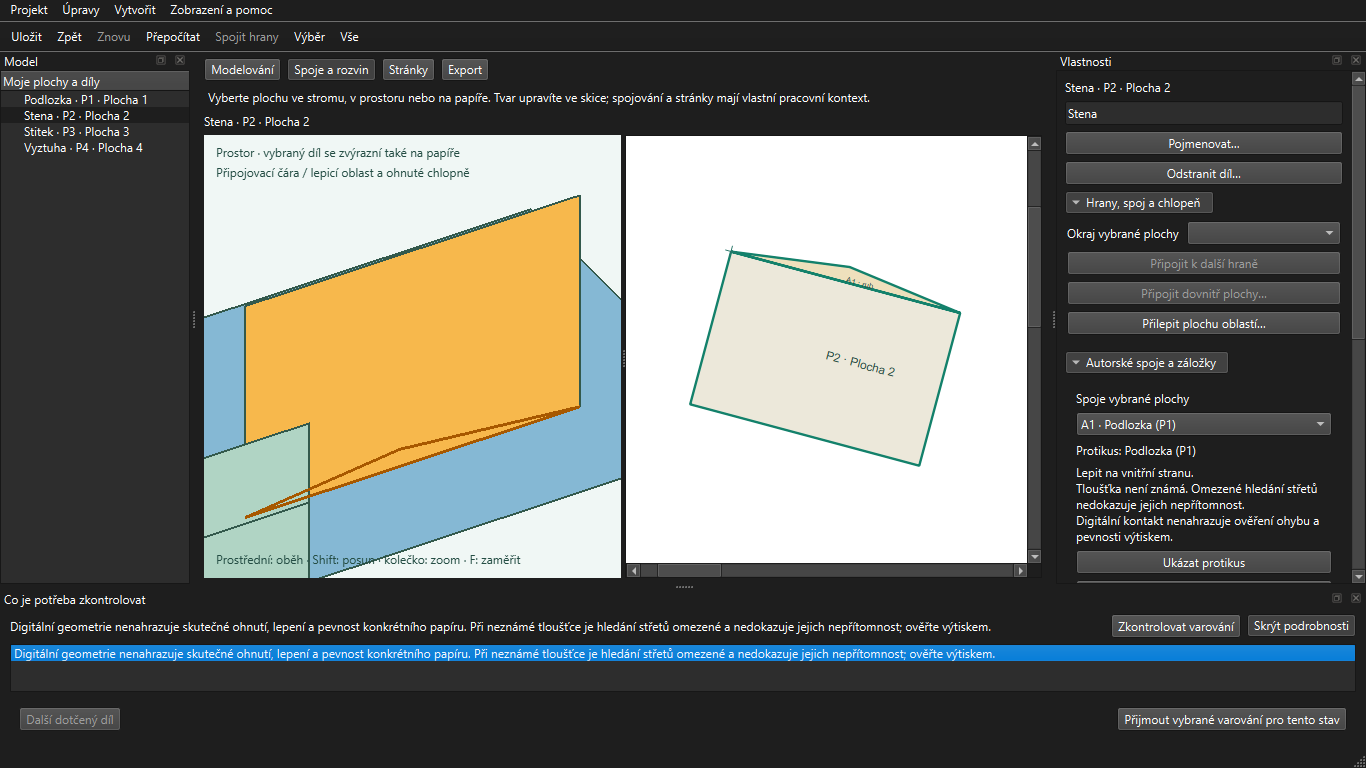 Projekt Úpravy Vytvořit Zobrazení a pomoc
Uložit Zpět Znovu Přepočítat Spojit hrany Výběr Vše
Model
Moje plochy a díly
Podlozka · P1 · Plocha 1
Stena · P2 · Plocha 2
Stitek · P3 · Plocha 3
Vyztuha · P4 · Plocha 4
Modelování Spoje a rozvin Stránky Export
Vyberte plochu ve stromu, v prostoru nebo na papíře. Tvar upravíte ve skice; spojování a stránky mají vlastní pracovní kontext.
Stena · P2 · Plocha 2
Prostor · vybraný díl se zvýrazní také na papíře
Připojovací čára / lepicí oblast a ohnuté chlopně
Prostřední: oběh · Shift: posun · kolečko: zoom · F: zaměřit
P2 · Plocha 2
Vlastnosti
Stena · P2 · Plocha 2
Stena
Pojmenovat...
Odstranit díl...
Hrany, spoj a chlopeň
Okraj vybrané plochy
Připojit k další hraně
Připojit dovnitř plochy...
Přilepit plochu oblastí...
Autorské spoje a záložky
Spoje vybrané plochy
A1 · Podlozka (P1)
Protikus: Podlozka (P1)
Lepit na vnitřní stranu.
Tloušťka není známá. Omezené hledání střetů
nedokazuje jejich nepřítomnost.
Digitální kontakt nenahrazuje ověření ohybu a
pevnosti výtiskem.
Ukázat protikus
Co je potřeba zkontrolovat
Digitální geometrie nenahrazuje skutečné ohnutí, lepení a pevnost konkrétního papíru. Při neznámé tloušťce je hledání střetů omezené a nedokazuje jejich nepřítomnost; ověřte výtiskem.
Zkontrolovat varování Skrýt podrobnosti
Digitální geometrie nenahrazuje skutečné ohnutí, lepení a pevnost konkrétního papíru. Při neznámé tloušťce je hledání střetů omezené a nedokazuje jejich nepřítomnost; ověřte výtiskem.
Další dotčený díl
Přijmout vybrané varování pro tento stav